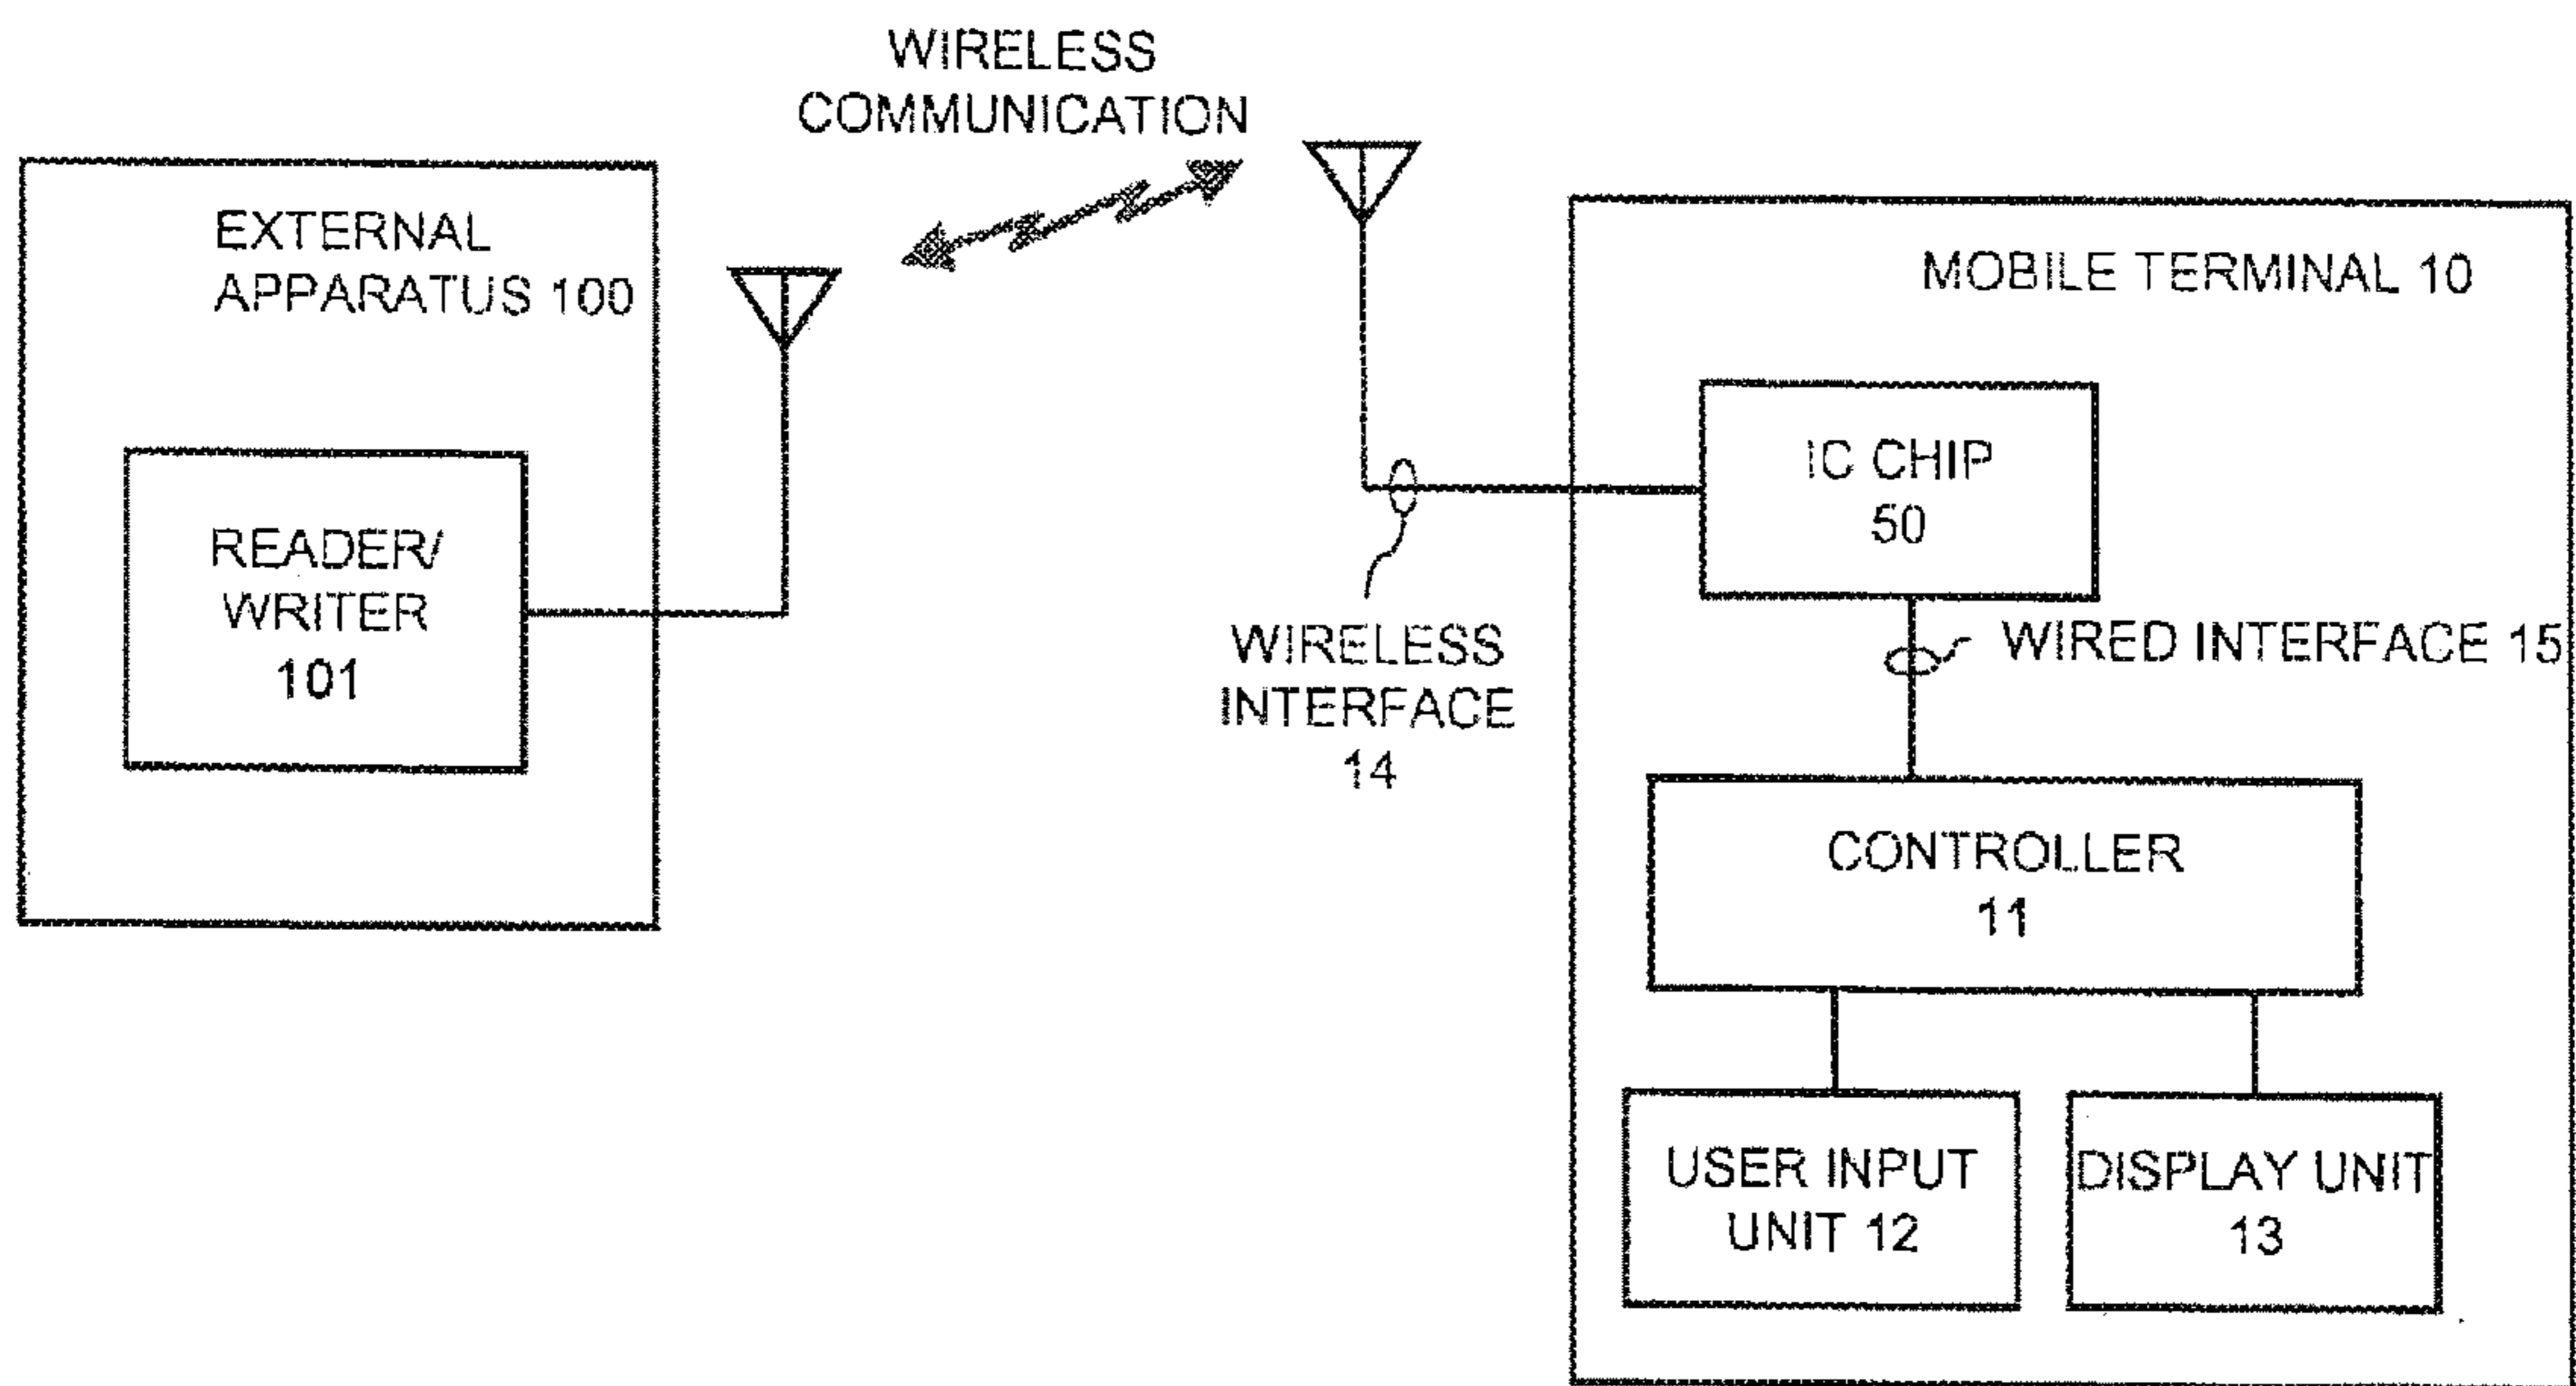 WIRELESS
COMMUNICATION
EXTERNAL
APPARATUS 100
READER/
WRITER
101
WIRELESS
INTERFACE
14
MOBILE TERMINAL 10
IC CHIP
50
WIRED INTERFACE 15
CONTROLLER
11
USER INPUT
UNIT 12
DISPLAY UNIT
13